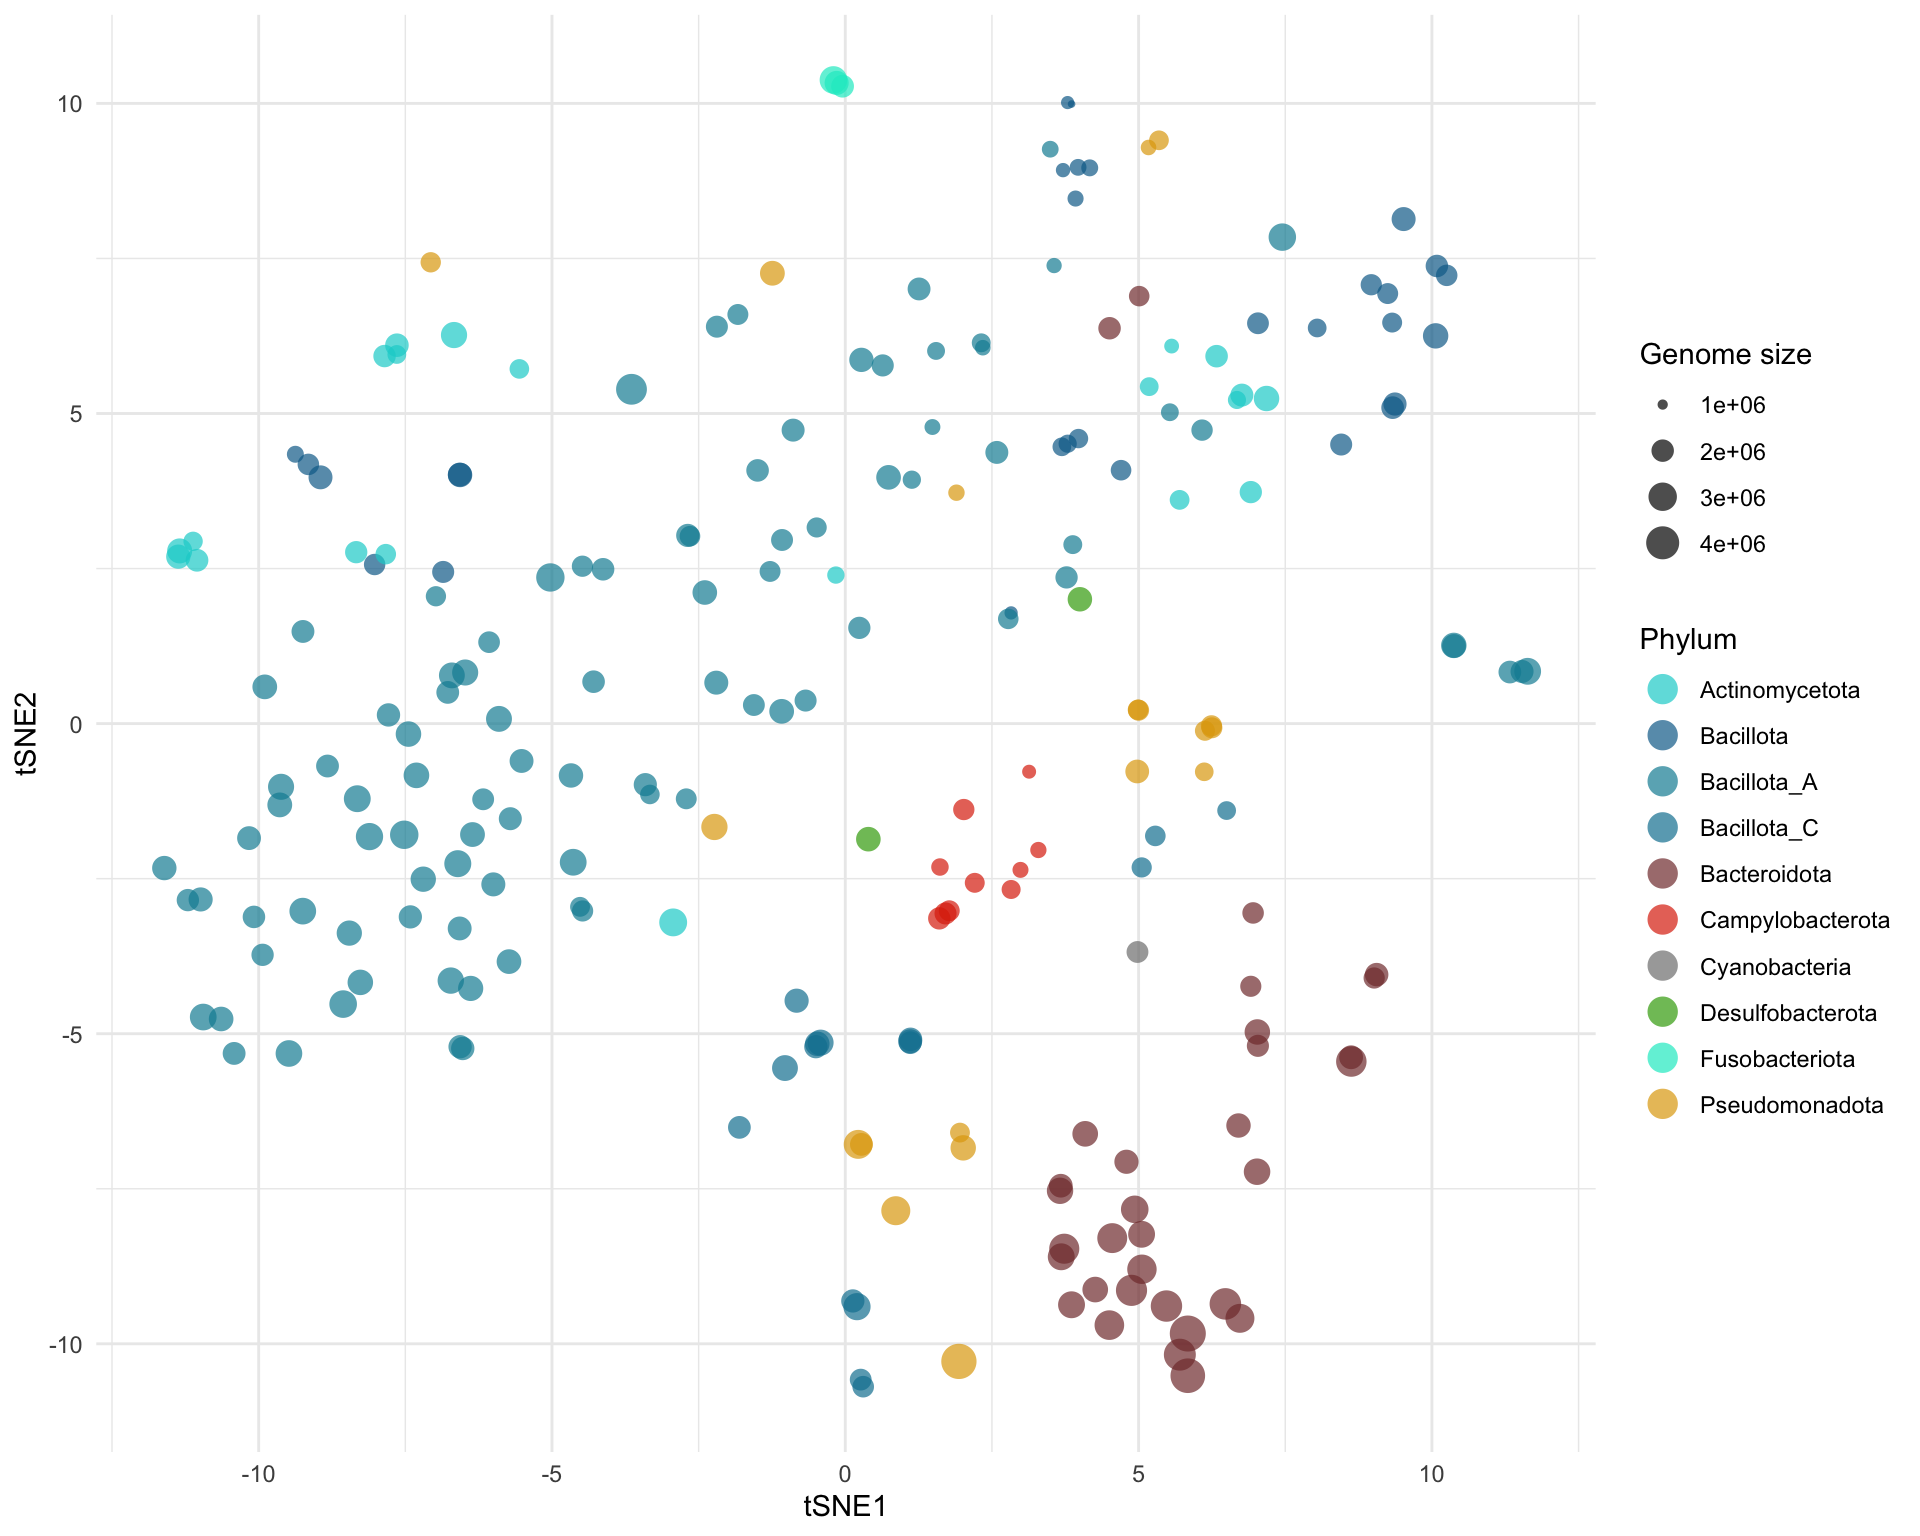 10
5
0
-5
-10
tSNE2
-10
-5
0
5
10
tSNE1
Genome size
1e+06
2e+06
3e+06
4e+06
Phylum
Actinomycetota
Bacillota
Bacillota_A
Bacillota_C
Bacteroidota
Campylobacterota
Cyanobacteria
Desulfobacterota
Fusobacteriota
Pseudomonadota